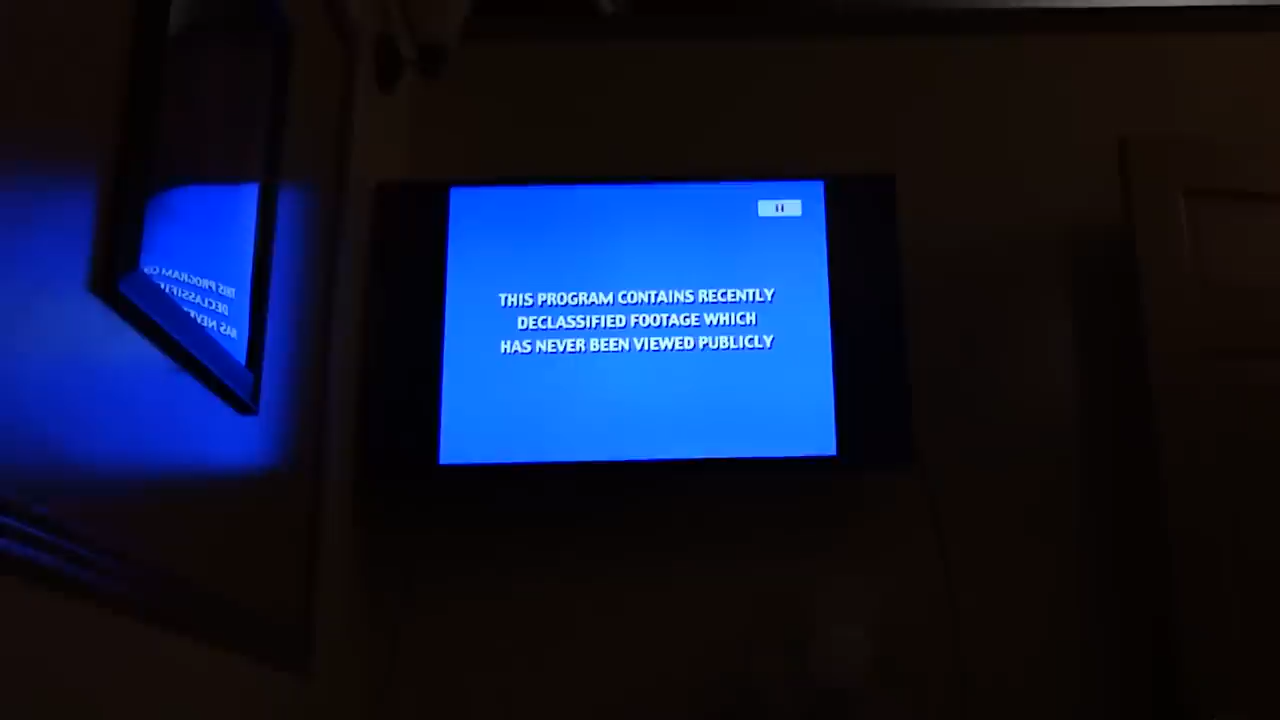 THIS PROGRAM CONTAINS RECENTLY
DECLASSIFIED FOOTAGE WHICH
HAS NEVER BEEN VIEWED PUBLICLY